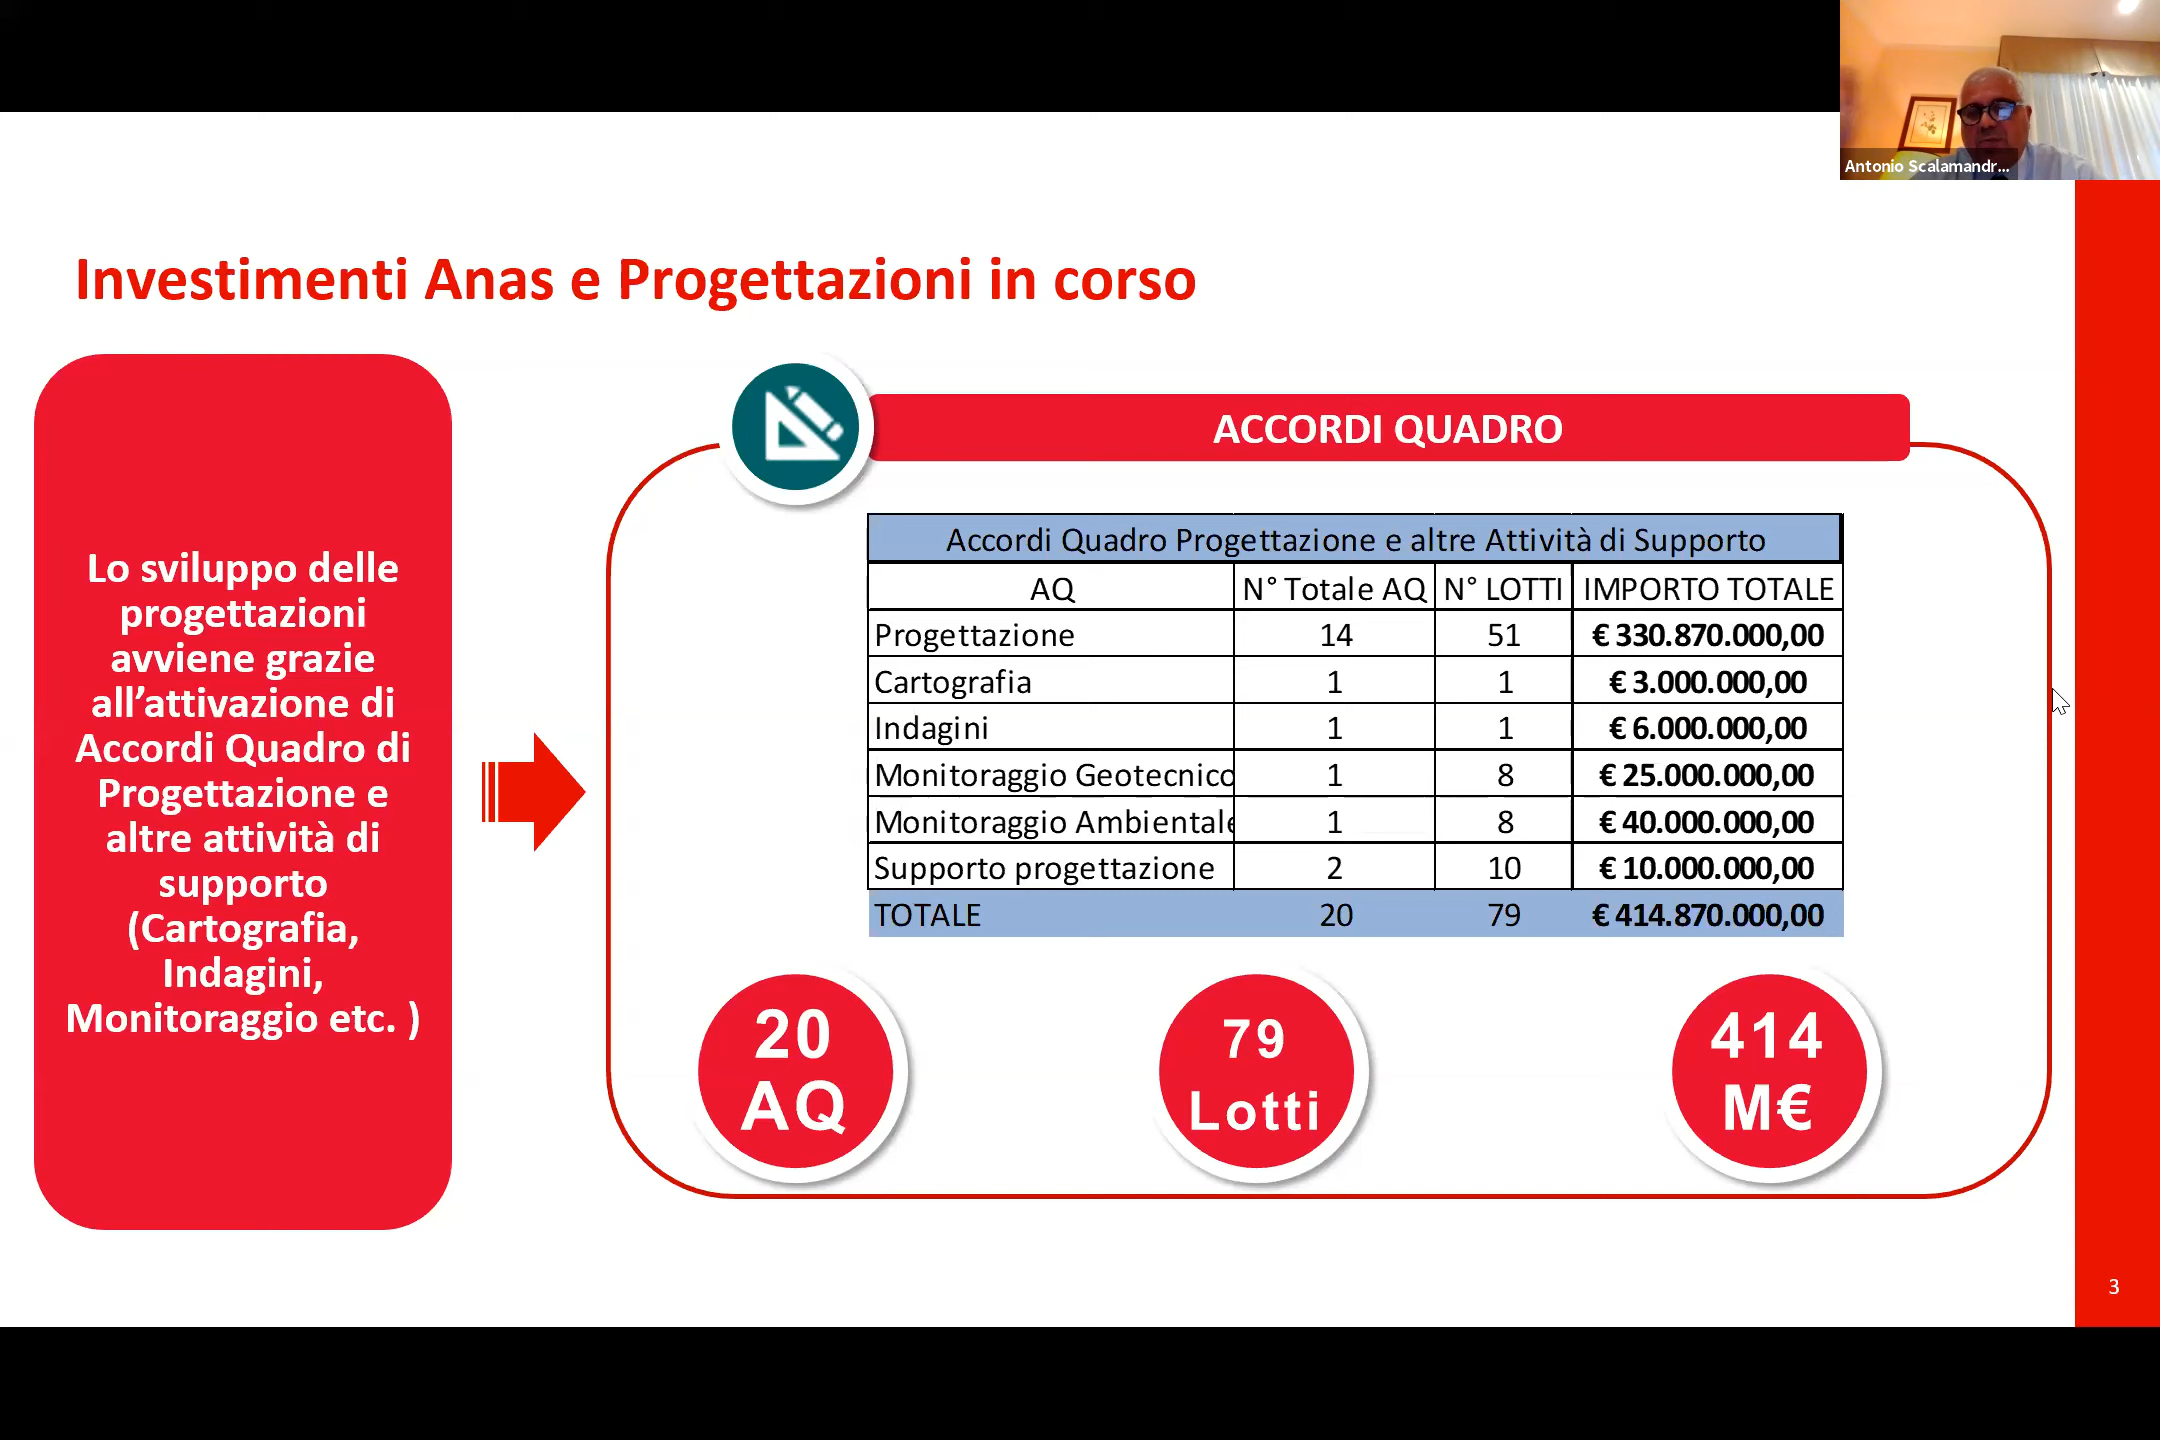 Antonio Scalamandr...
Investimenti Anas e Progettazioni in corso
Lo sviluppo delle
progettazioni
avviene grazie
all’attivazione di
Accordi Quadro di
Progettazione e
altre attività di
supporto
(Cartografia,
Indagini,
Monitoraggio etc. )
ACCORDI QUADRO
Accordi Quadro Progettazione e altre Attività di Supporto
AQ N° Totale AQ N° LOTTI IMPORTO TOTALE
Progettazione 14 51 € 330.870.000,00
Cartografia 1 1 € 3.000.000,00
Indagini 1 1 € 6.000.000,00
Monitoraggio Geotecnico 1 8 € 25.000.000,00
Monitoraggio Ambientale 1 8 € 40.000.000,00
Supporto progettazione 2 10 € 10.000.000,00
TOTALE 20 79 € 414.870.000,00
20
AQ
79
Lotti
414
M€
3